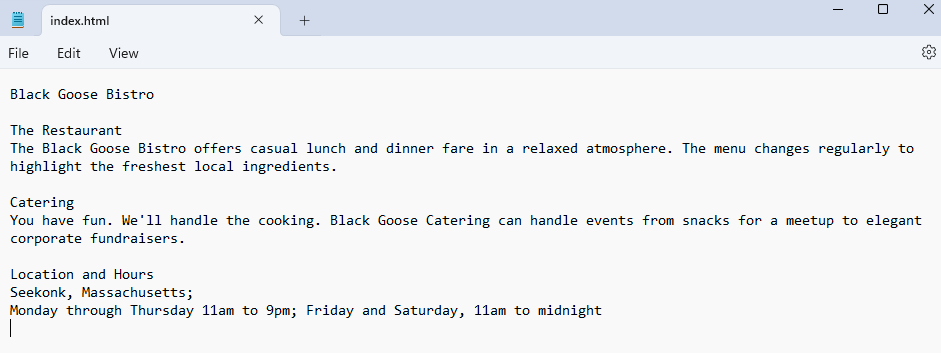 index.html
File Edit View
Black Goose Bistro
The Restaurant
The Black Goose Bistro offers casual lunch and dinner fare in a relaxed atmosphere. The menu changes regularly to
highlight the freshest local ingredients.
Catering
You have fun. We'll handle the cooking. Black Goose Catering can handle events from snacks for a meetup to elegant
corporate fundraisers.
Location and Hours
Seekonk, Massachusetts;
Monday through Thursday 11am to 9pm; Friday and Saturday, 11am to midnight